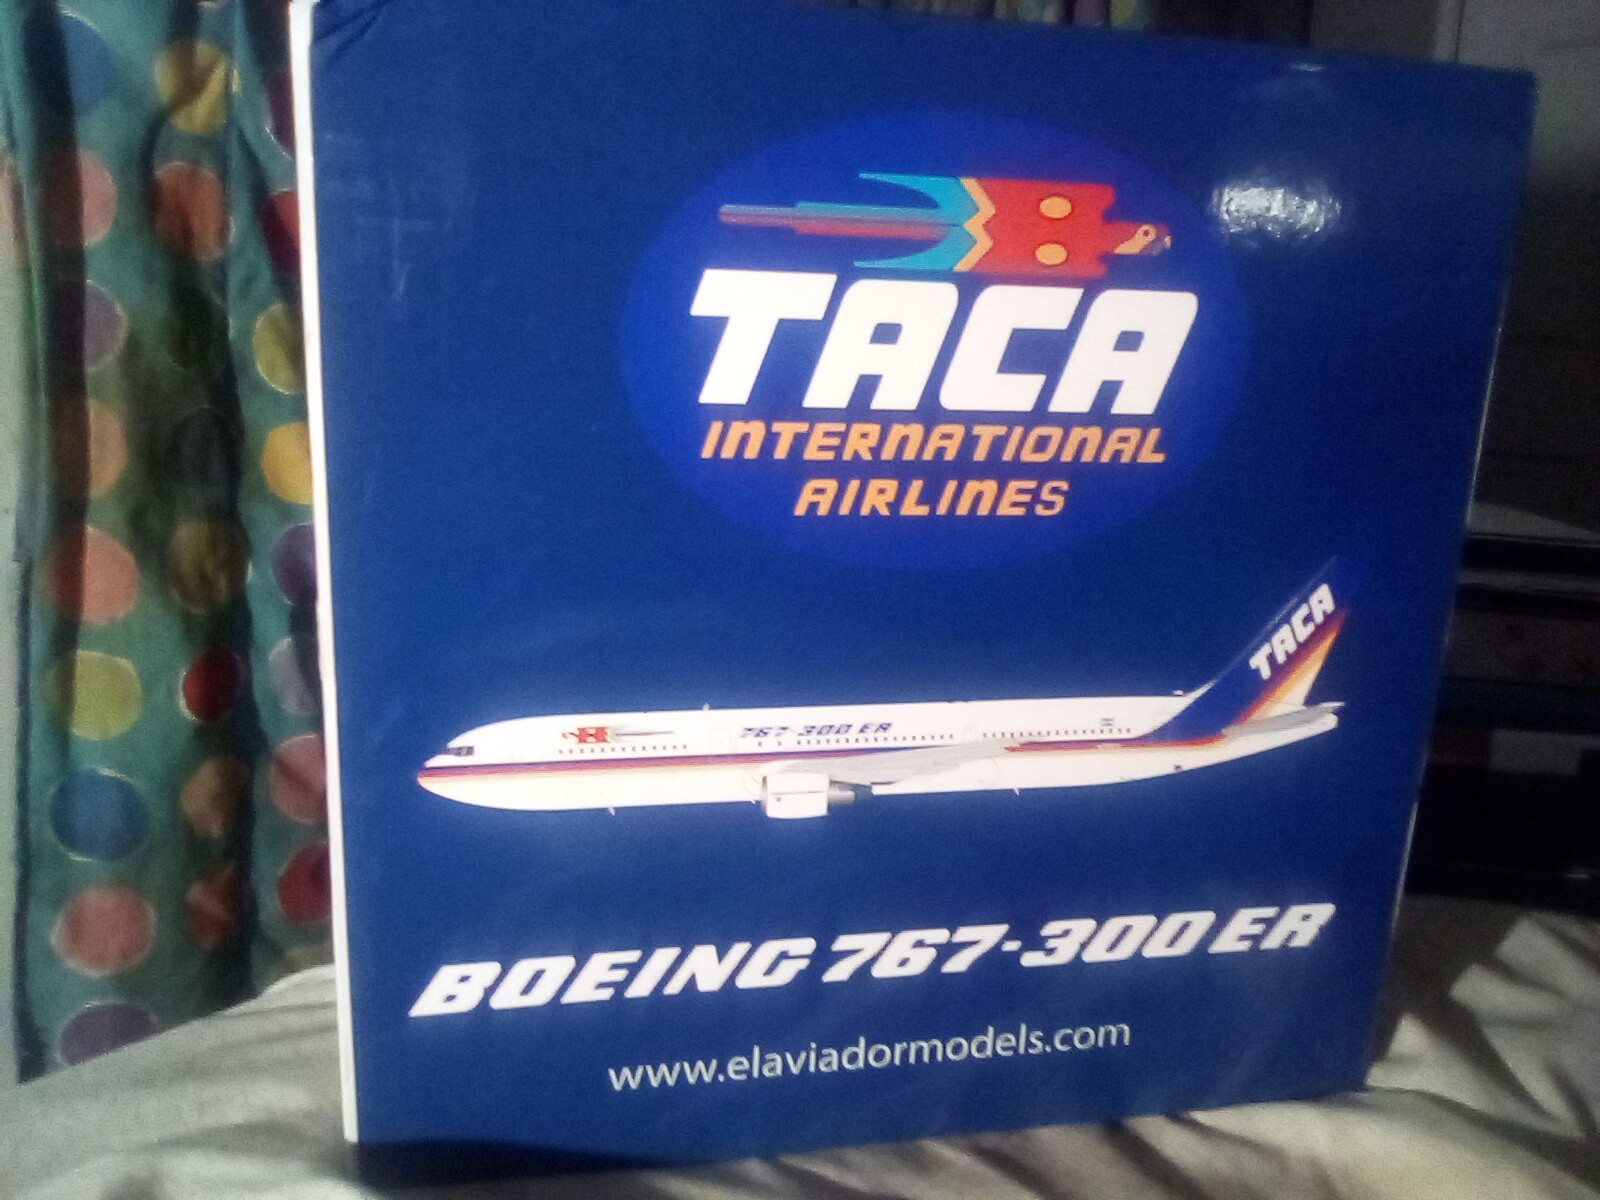 TACA
INTERNATIONAL
AIRLINES
TACA
767-300 ER
BOEING 767-300 ER
www.elaviadormodels.com